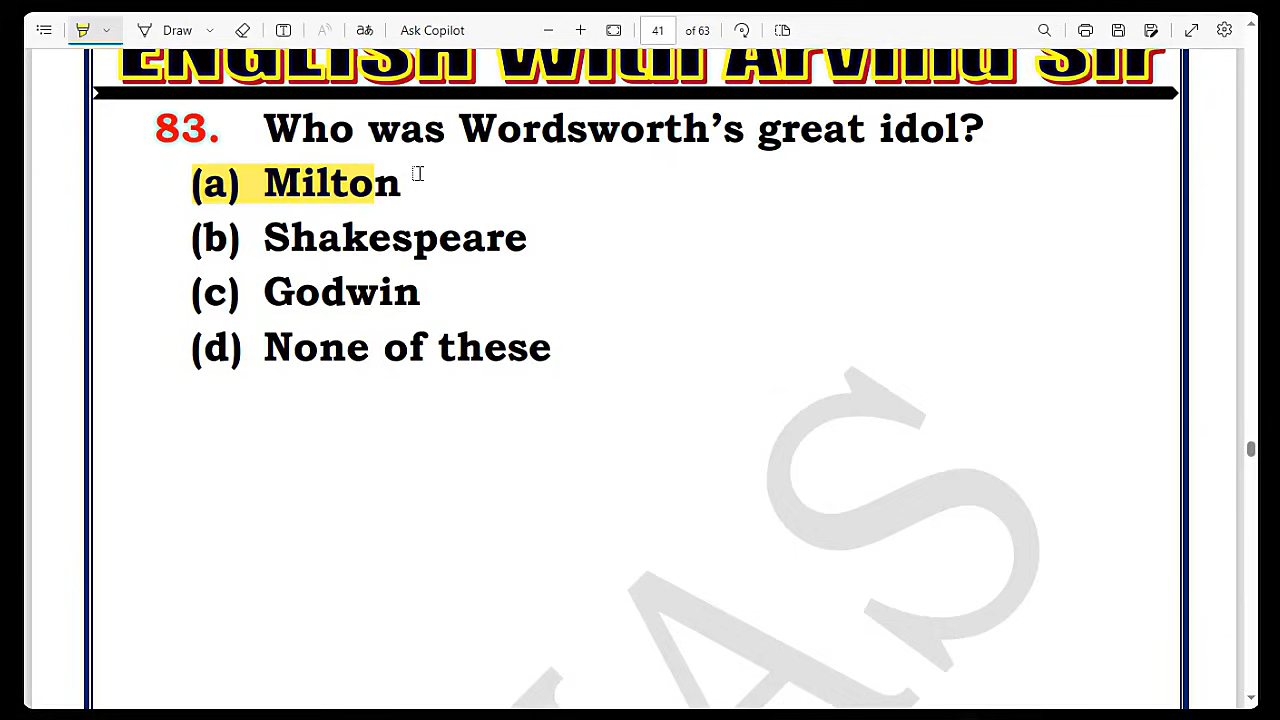 Draw
Ask Copilot
41
of 63
ENGLISH With Arvind Sir
83. Who was Wordsworth’s great idol?
(a) Milton
(b) Shakespeare
(c) Godwin
(d) None of these